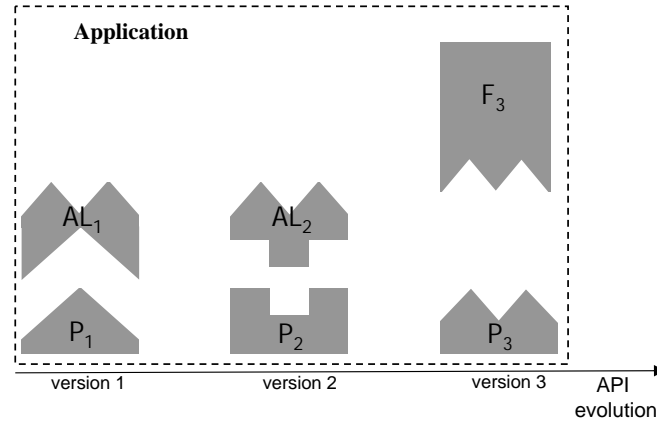 Application
F3
AL1
AL2
P1
P2
P3
version 1
version 2
version 3
API
evolution